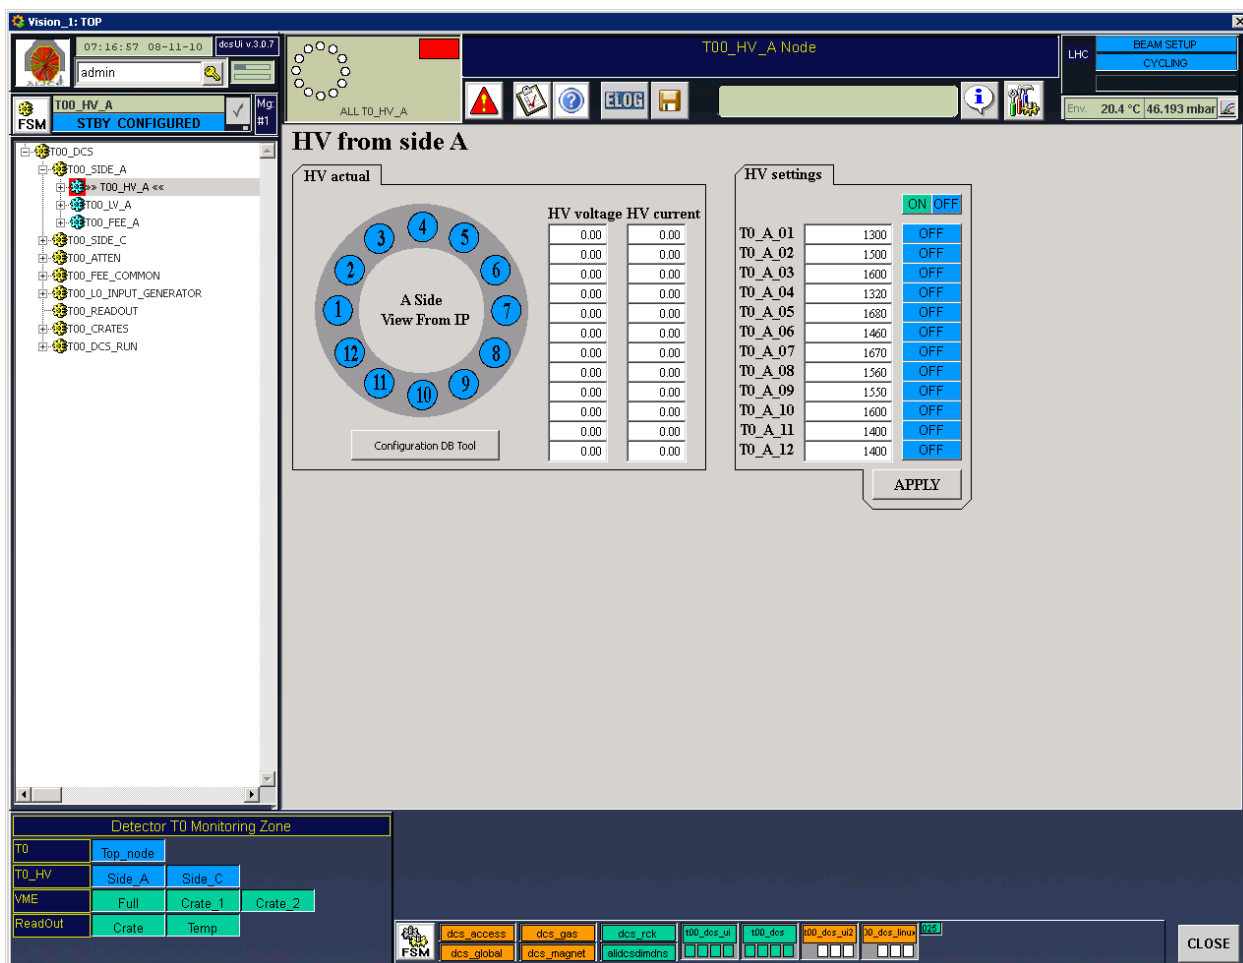 Vision_1: TOP
07:16:57 08-11-10
dcsUi v.3.0.7
admin
ALICE
T00_HV_A
STBY CONFIGURED
FSM
Mg:
#1
ALL T0_HV_A
T00_HV_A Node
ELOG
LHC
BEAM SETUP
CYCLING
Env. 20.4 °C 46.193 mbar
T00_DCS
T00_SIDE_A
>> T00_HV_A <<
T00_LV_A
T00_FEE_A
T00_SIDE_C
T00_ATTEN
T00_FEE_COMMON
T00_L0_INPUT_GENERATOR
T00_READOUT
T00_CRATES
T00_DCS_RUN
HV from side A
HV actual
1
2
3
4
5
6
7
8
9
10
11
12
A Side
View From IP
Configuration DB Tool
HV voltage HV current
0.00 0.00
0.00 0.00
0.00 0.00
0.00 0.00
0.00 0.00
0.00 0.00
0.00 0.00
0.00 0.00
0.00 0.00
0.00 0.00
0.00 0.00
0.00 0.00
HV settings
ON OFF
T0_A_01 1300 OFF
T0_A_02 1500 OFF
T0_A_03 1600 OFF
T0_A_04 1320 OFF
T0_A_05 1680 OFF
T0_A_06 1460 OFF
T0_A_07 1670 OFF
T0_A_08 1560 OFF
T0_A_09 1550 OFF
T0_A_10 1600 OFF
T0_A_11 1400 OFF
T0_A_12 1400 OFF
APPLY
Detector T0 Monitoring Zone
T0 Top_node
T0_HV Side_A Side_C
VME Full Crate_1 Crate_2
ReadOut Crate Temp
FSM
dcs_access dcs_gas dcs_rck t00_dcs_ui t00_dcs t00_dcs_ui2 00_dcs_linux 025
dcs_global dcs_magnet alidcsdimdns
CLOSE